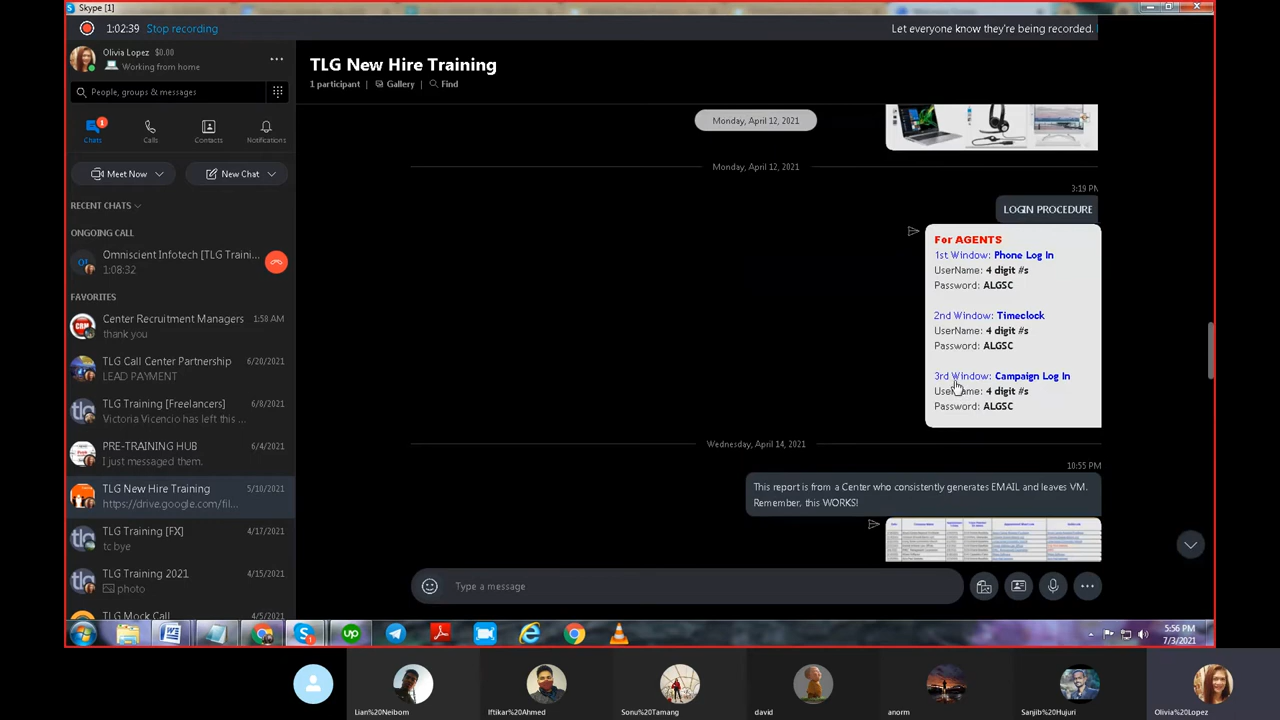 Skype [1]
1:02:39 Stop recording
Let everyone know they're being recorded.
Olivia Lopez $0.00
Working from home
People, groups & messages
Chats Calls Contacts Notifications
1
Meet Now New Chat
RECENT CHATS
ONGOING CALL
Omniscient Infotech [TLG Traini...
1:08:32
FAVORITES
Center Recruitment Managers 1:58 AM
thank you
TLG Call Center Partnership 6/20/2021
LEAD PAYMENT
TLG Training [Freelancers] 6/8/2021
Victoria Vicencio has left this ...
PRE-TRAINING HUB 6/4/2021
I just messaged them.
TLG New Hire Training 5/10/2021
https://drive.google.com/fil...
TLG Training [FX] 4/17/2021
tc bye
TLG Training 2021 4/15/2021
photo
TLG Mock Call 4/5/2021
TLG New Hire Training
1 participant | Gallery | Find
Monday, April 12, 2021
Monday, April 12, 2021
3:19 PM
LOGIN PROCEDURE
For AGENTS
1st Window: Phone Log In
UserName: 4 digit #s
Password: ALGSC
2nd Window: Timeclock
UserName: 4 digit #s
Password: ALGSC
3rd Window: Campaign Log In
UserName: 4 digit #s
Password: ALGSC
Wednesday, April 14, 2021
10:55 PM
This report is from a Center who consistently generates EMAIL and leaves VM.
Remember, this WORKS!
Type a message
5:56 PM
7/3/2021
Lian%20Neibom
Iftikar%20Ahmed
Sonu%20Tamang
david
anorm
Sanjib%20Hujuri
Olivia%20Lopez